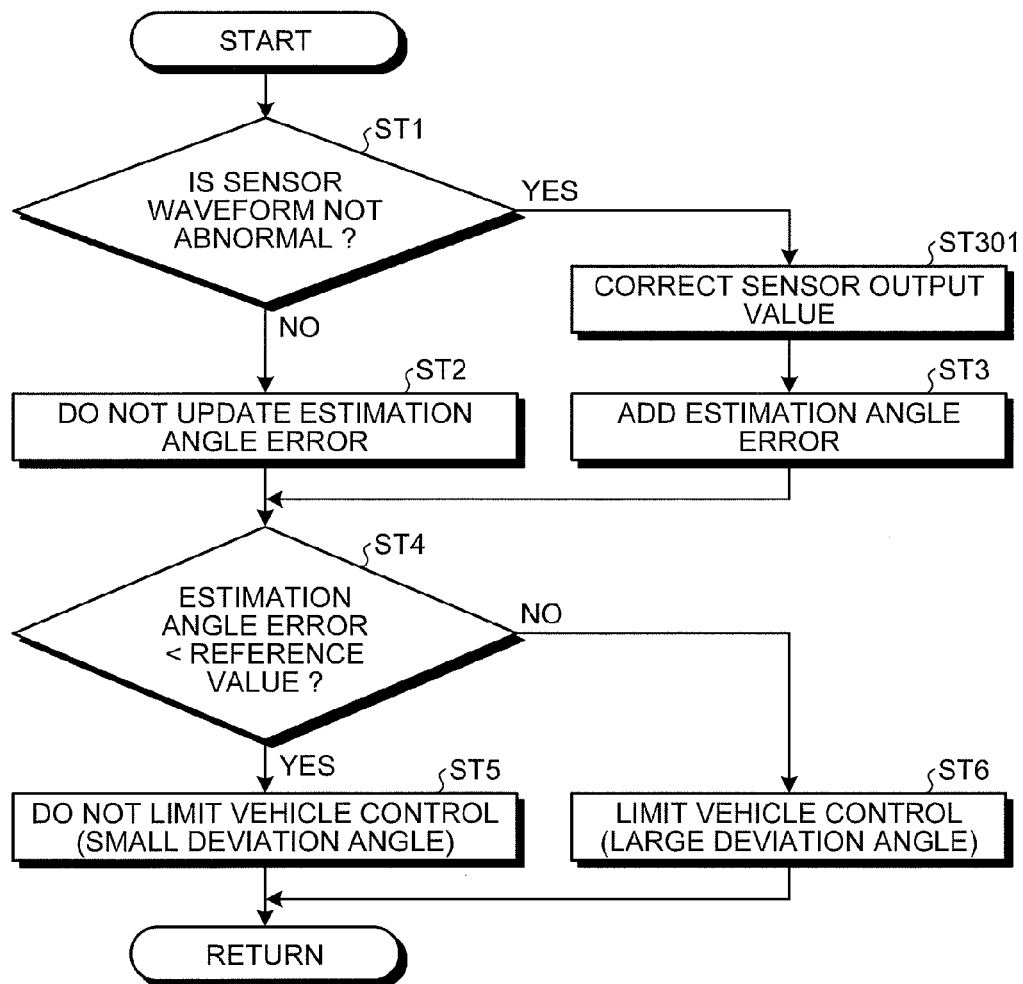 START
ST1
IS SENSOR
WAVEFORM NOT
ABNORMAL ?
YES
NO
ST301
CORRECT SENSOR OUTPUT
VALUE
ST2
DO NOT UPDATE ESTIMATION
ANGLE ERROR
ST3
ADD ESTIMATION ANGLE
ERROR
ST4
ESTIMATION
ANGLE ERROR
< REFERENCE
VALUE ?
NO
YES
ST5
DO NOT LIMIT VEHICLE CONTROL
(SMALL DEVIATION ANGLE)
ST6
LIMIT VEHICLE CONTROL
(LARGE DEVIATION ANGLE)
RETURN